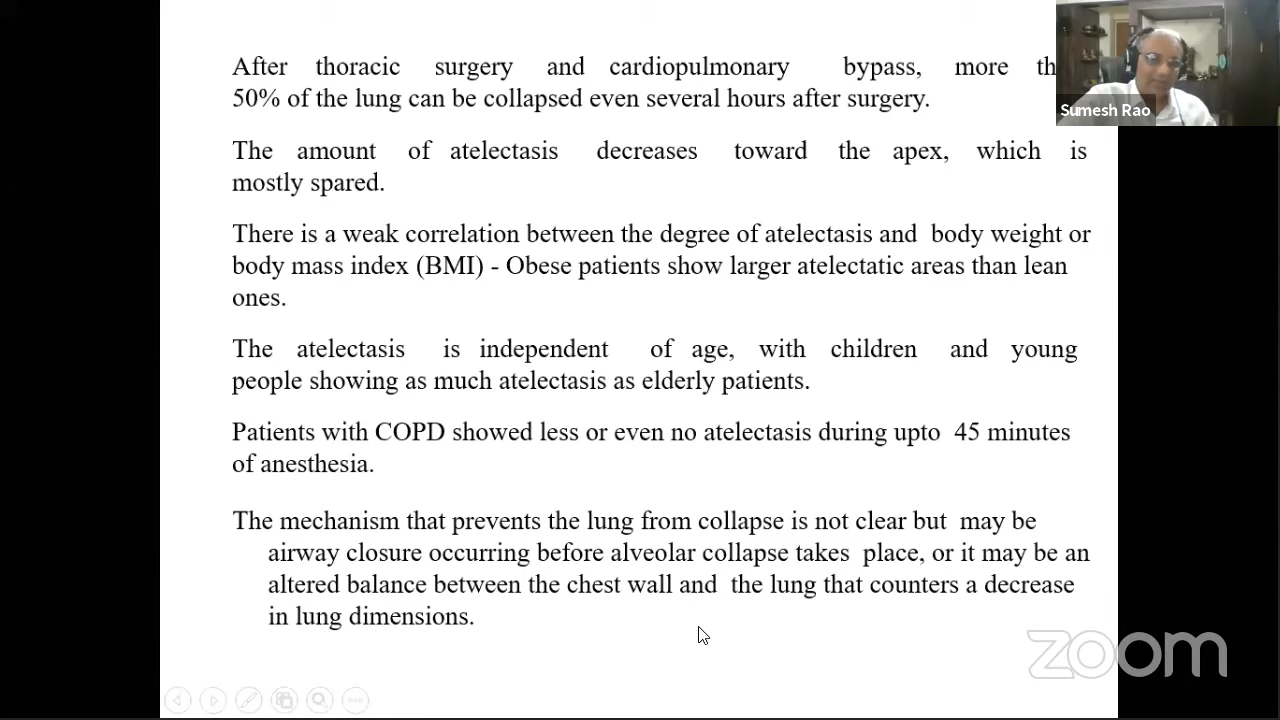 After thoracic surgery and cardiopulmonary bypass, more th
50% of the lung can be collapsed even several hours after surgery.
The amount of atelectasis decreases toward the apex, which is
mostly spared.
There is a weak correlation between the degree of atelectasis and body weight or
body mass index (BMI) - Obese patients show larger atelectatic areas than lean
ones.
The atelectasis is independent of age, with children and young
people showing as much atelectasis as elderly patients.
Patients with COPD showed less or even no atelectasis during upto 45 minutes
of anesthesia.
The mechanism that prevents the lung from collapse is not clear but may be
airway closure occurring before alveolar collapse takes place, or it may be an
altered balance between the chest wall and the lung that counters a decrease
in lung dimensions.
Sumesh Rao
zoom